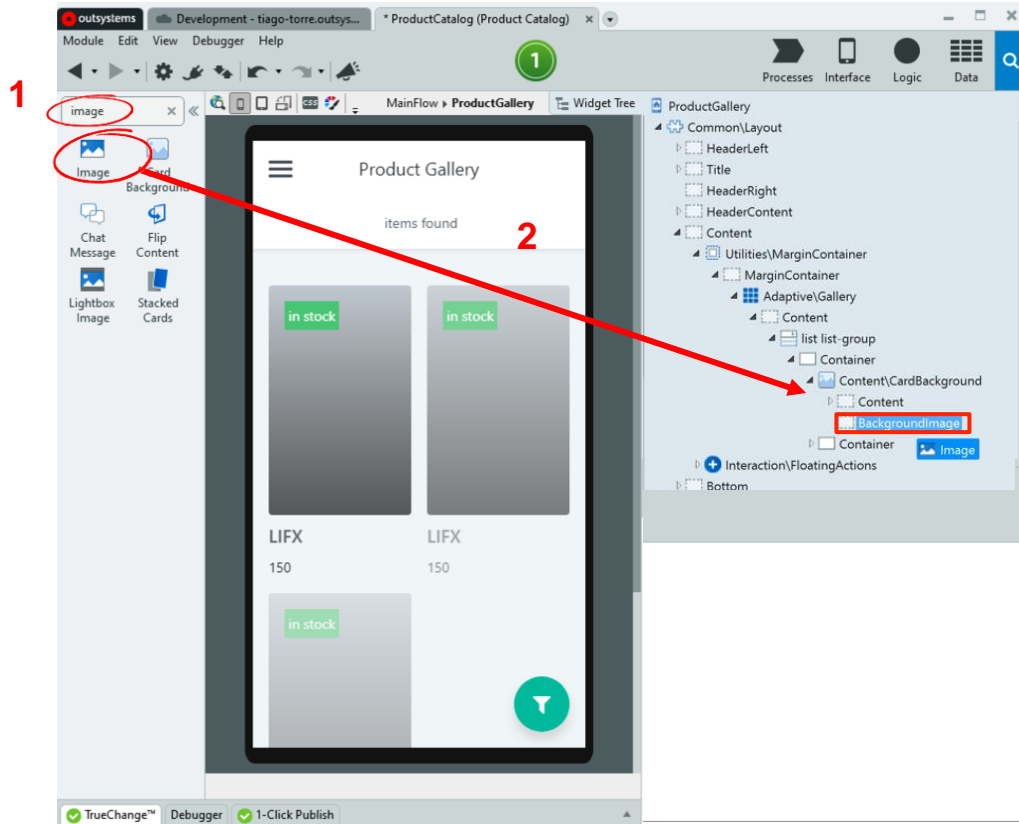 outsystems
Development - tiago-torre.outsys...
* ProductCatalog (Product Catalog)
Module Edit View Debugger Help
1
Processes Interface Logic Data
1
image
CSS
MainFlow ▸ ProductGallery
Widget Tree
Image
Card Background
Chat Message
Flip Content
Lightbox Image
Stacked Cards
Product Gallery
items found
2
in stock
in stock
LIFX
LIFX
150
150
in stock
ProductGallery
Common\Layout
HeaderLeft
Title
HeaderRight
HeaderContent
Content
Utilities\MarginContainer
MarginContainer
Adaptive\Gallery
Content
list list-group
Container
Content\CardBackground
Content
BackgroundImage
Container
Image
Interaction\FloatingActions
Bottom
TrueChange™ Debugger 1-Click Publish